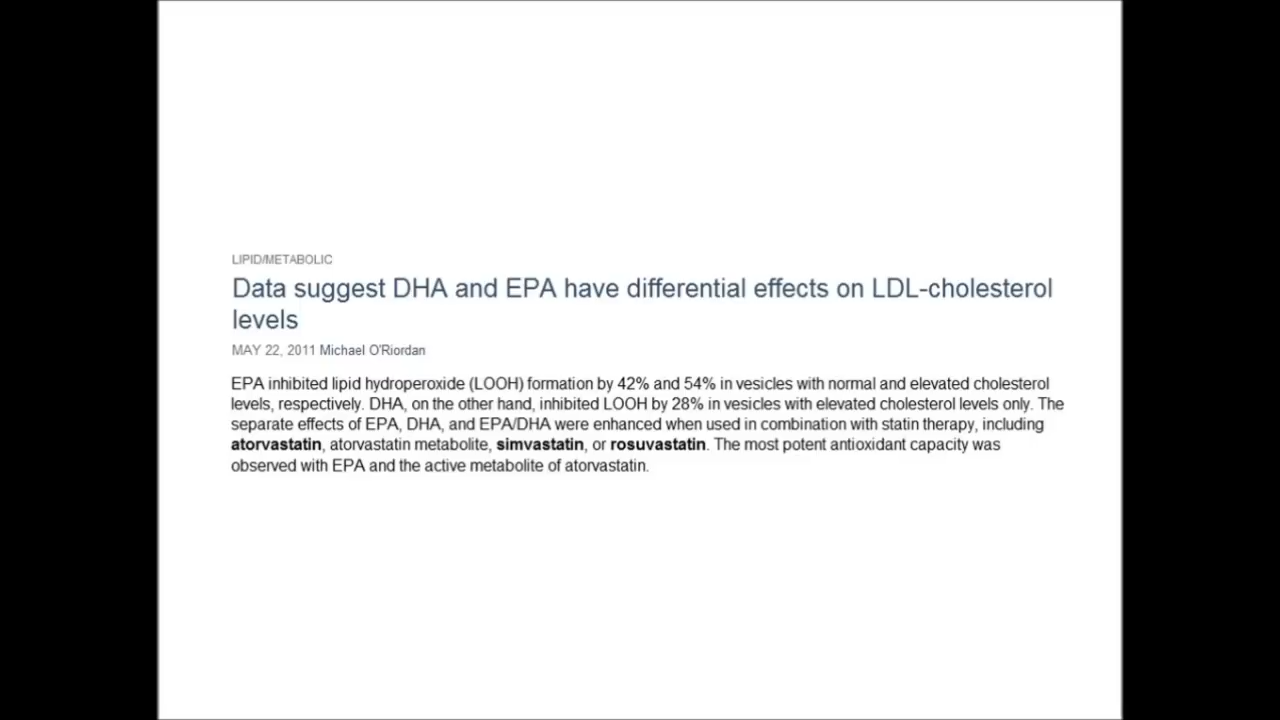 LIPID/METABOLIC
Data suggest DHA and EPA have differential effects on LDL-cholesterol
levels
MAY 22, 2011 Michael O'Riordan
EPA inhibited lipid hydroperoxide (LOOH) formation by 42% and 54% in vesicles with normal and elevated cholesterol
levels, respectively. DHA, on the other hand, inhibited LOOH by 28% in vesicles with elevated cholesterol levels only. The
separate effects of EPA, DHA, and EPA/DHA were enhanced when used in combination with statin therapy, including
atorvastatin, atorvastatin metabolite, simvastatin, or rosuvastatin. The most potent antioxidant capacity was
observed with EPA and the active metabolite of atorvastatin.